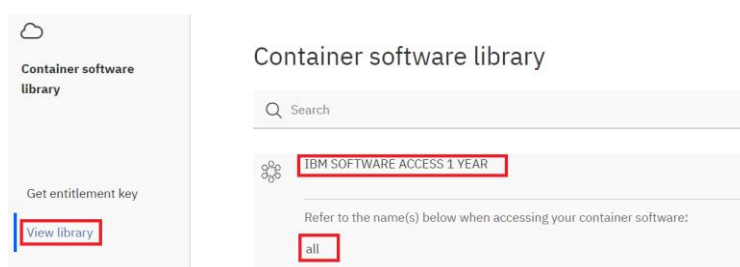 Container software
library
Get entitlement key
View library
Container software library
Search
IBM SOFTWARE ACCESS 1 YEAR
Refer to the name(s) below when accessing your container software:
all